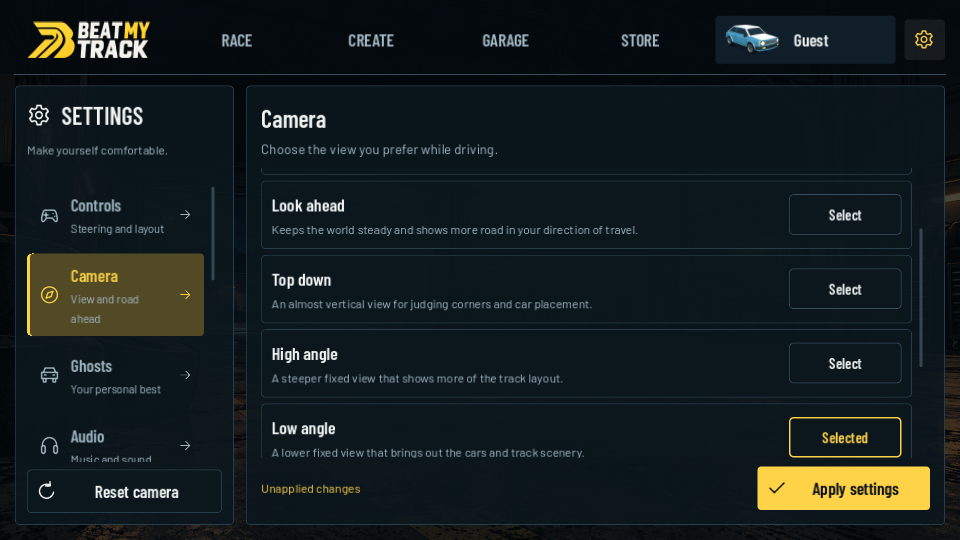 BEATMY
TRACK
RACE
CREATE
GARAGE
STORE
Guest
SETTINGS
Make yourself comfortable.
Controls
Steering and layout
Camera
View and road
ahead
Ghosts
Your personal best
Audio
Music and sound
Reset camera
Camera
Choose the view you prefer while driving.
Look ahead
Keeps the world steady and shows more road in your direction of travel.
Select
Top down
An almost vertical view for judging corners and car placement.
Select
High angle
A steeper fixed view that shows more of the track layout.
Select
Low angle
A lower fixed view that brings out the cars and track scenery.
Selected
Unapplied changes
Apply settings